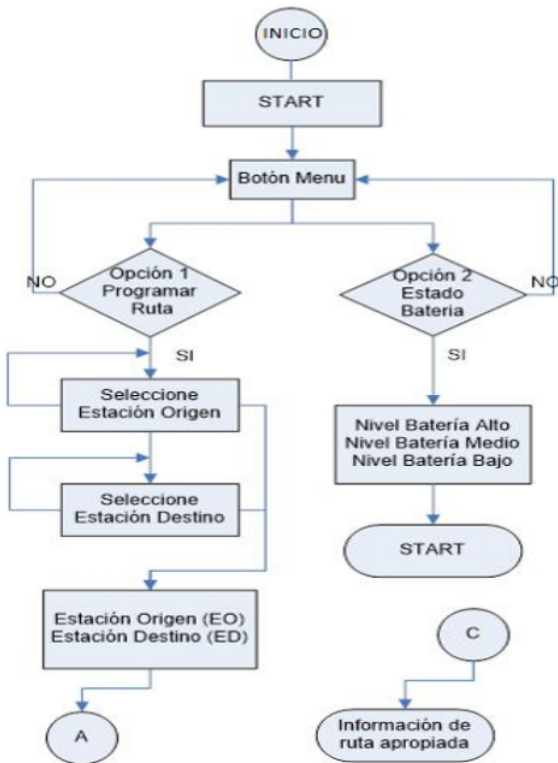 INICIO
START
Botón Menu
NO
Opción 1
Programar
Ruta
SI
Opción 2
Estado
Bateria
NO
SI
Seleccione
Estación Origen
Seleccione
Estación Destino
Nivel Batería Alto
Nivel Batería Medio
Nivel Batería Bajo
START
Estación Origen (EO)
Estación Destino (ED)
A
C
Información de
ruta apropiada